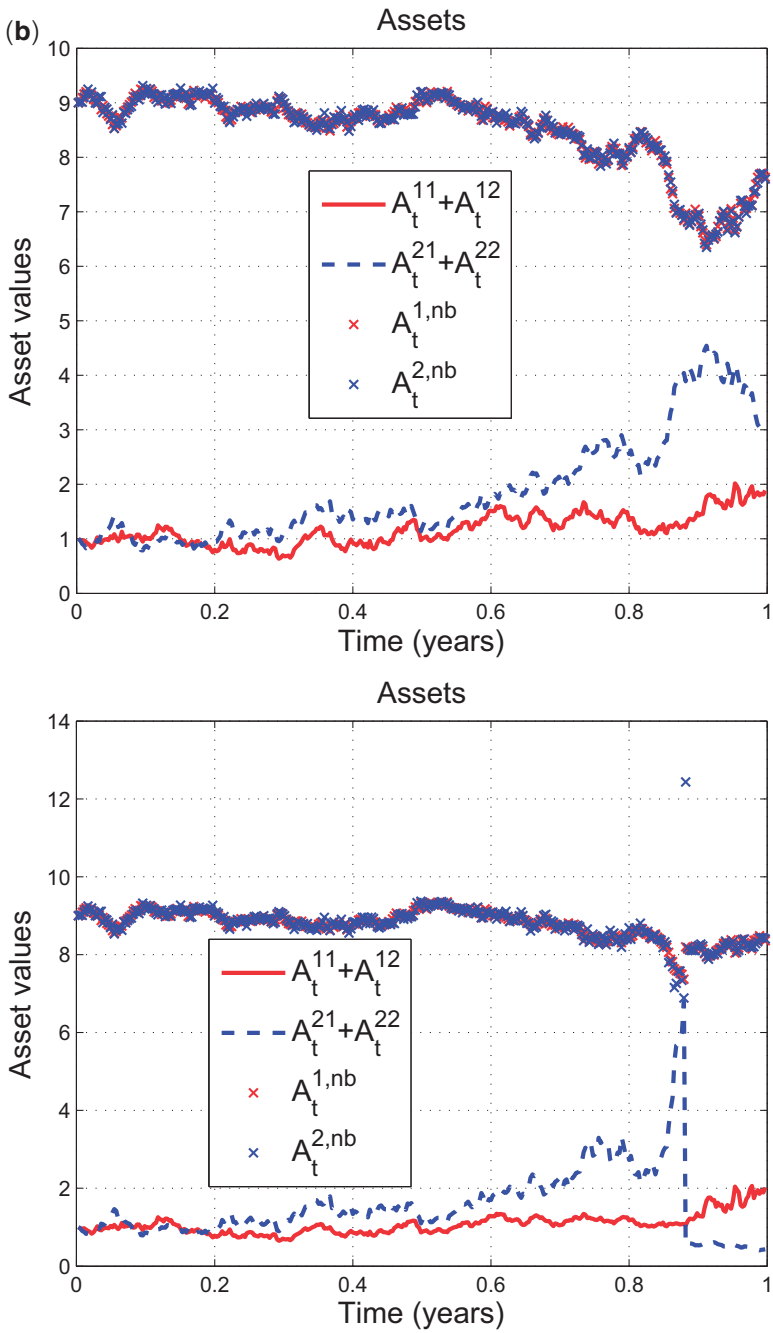 (b)
Assets
10
9
8
7
6
5
4
3
2
1
0
Asset values
A_t^{11}+A_t^{12}
A_t^{21}+A_t^{22}
A_t^{1,nb}
A_t^{2,nb}
0 0.2 0.4 0.6 0.8 1
Time (years)
Assets
14
12
10
8
6
4
2
0
Asset values
A_t^{11}+A_t^{12}
A_t^{21}+A_t^{22}
A_t^{1,nb}
A_t^{2,nb}
0 0.2 0.4 0.6 0.8 1
Time (years)